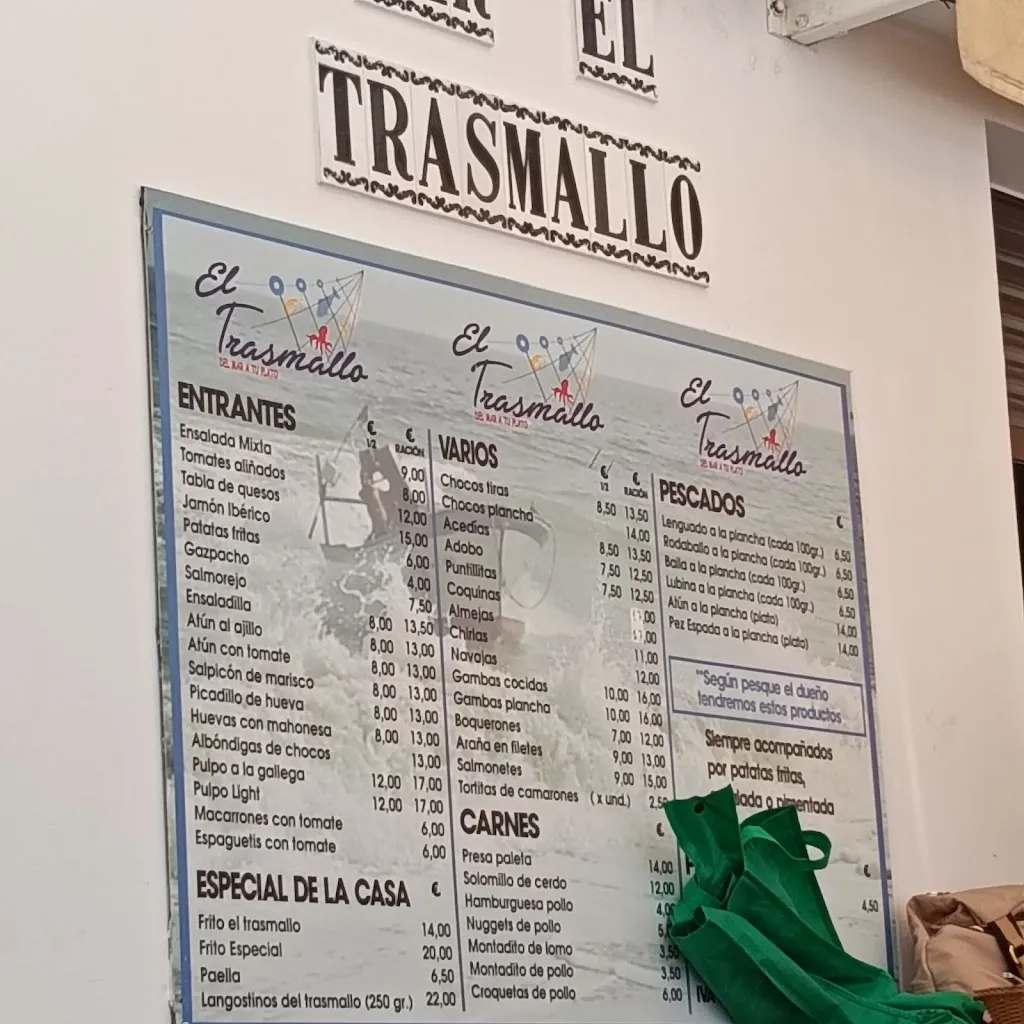 EL
TRASMALLO
El Trasmallo
DEL MAR A TU PLATO
ENTRANTES
€ 1/2 € RACIÓN
Ensalada Mixta 9,00
Tomates aliñados 8,00
Tabla de quesos 12,00
Jamón Ibérico 15,00
Patatas fritas 6,00
Gazpacho 4,00
Salmorejo 7,50
Ensaladilla 8,00 13,50
Atún al ajillo 8,00 13,00
Atún con tomate 8,00 13,00
Salpicón de marisco 8,00 13,00
Picadillo de hueva 8,00 13,00
Huevas con mahonesa 8,00 13,00
Albóndigas de chocos 13,00
Pulpo a la gallega 12,00 17,00
Pulpo Light 12,00 17,00
Macarrones con tomate 6,00
Espaguetis con tomate 6,00
ESPECIAL DE LA CASA €
Frito el trasmallo 14,00
Frito Especial 20,00
Paella 6,50
Langostinos del trasmallo (250 gr.) 22,00
El Trasmallo
DEL MAR A TU PLATO
VARIOS
€ 1/2 € RACIÓN
Chocos tiras 8,50 13,50
Chocos plancha 14,00
Acedías 8,50 13,50
Adobo 7,50 12,50
Puntillitas 7,50 12,50
Coquinas
Almejas
Chirlas 11,00
Navajas 12,00
Gambas cocidas 10,00 16,00
Gambas plancha 10,00 16,00
Boquerones 7,00 12,00
Araña en filetes 9,00 13,00
Salmonetes 9,00 15,00
Tortitas de camarones (x und.) 2,50
CARNES €
Presa paleta 14,00
Solomillo de cerdo 12,00
Hamburguesa pollo
Nuggets de pollo
Montadito de lomo 3,50
Montadito de pollo 3,50
Croquetas de pollo 6,00
El Trasmallo
DEL MAR A TU PLATO
PESCADOS
€
Lenguado a la plancha (cada 100gr.) 6,50
Rodaballo a la plancha (cada 100gr.) 6,50
Baila a la plancha (cada 100gr.) 6,50
Lubina a la plancha (cada 100gr.) 6,50
Atún a la plancha (plato) 14,00
Pez Espada a la plancha (plato) 14,00
**Según pesque el dueño
tendremos estos productos
Siempre acompañados
por patatas fritas,
o pimentada
€
4,50